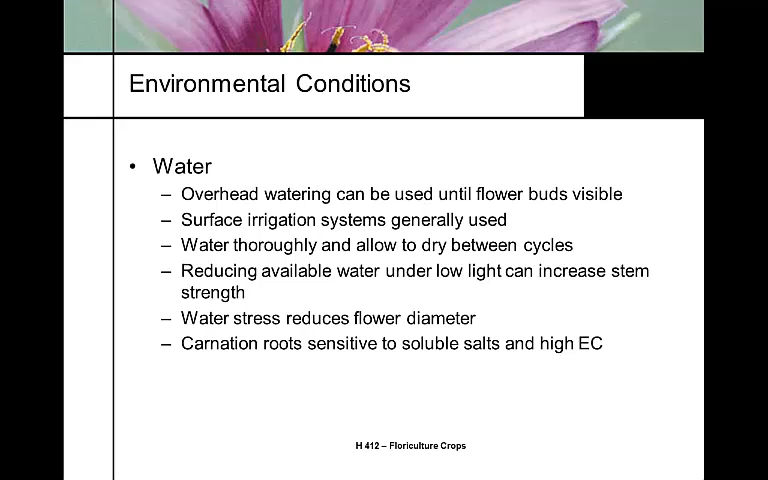 Environmental Conditions
• Water
– Overhead watering can be used until flower buds visible
– Surface irrigation systems generally used
– Water thoroughly and allow to dry between cycles
– Reducing available water under low light can increase stem
strength
– Water stress reduces flower diameter
– Carnation roots sensitive to soluble salts and high EC
H 412 – Floriculture Crops